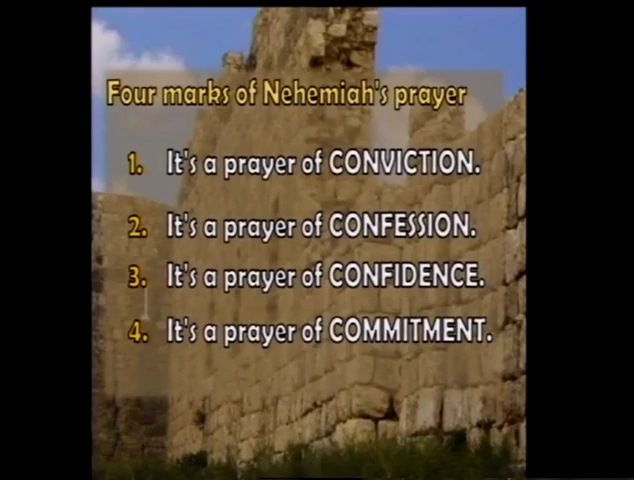 Four marks of Nehemiah's prayer
1. It's a prayer of CONVICTION.
2. It's a prayer of CONFESSION.
3. It's a prayer of CONFIDENCE.
4. It's a prayer of COMMITMENT.